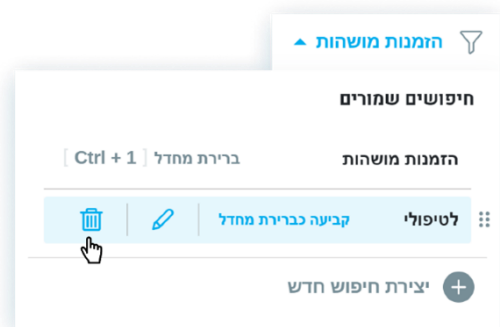 הזמנות מושהות
חיפושים שמורים
הזמנות מושהות ברירת מחדל [ Ctrl + 1 ]
לטיפולי קביעה כברירת מחדל
יצירת חיפוש חדש